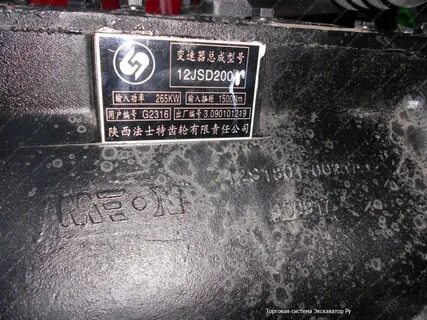 变速器总成型号
12JSD200
输入功率 265KW 输入扭矩 1500Nm
用户编号 G2316 出厂编号 3.090101219
陕西法士特齿轮有限责任公司
Торговая система Экскаватор Ру